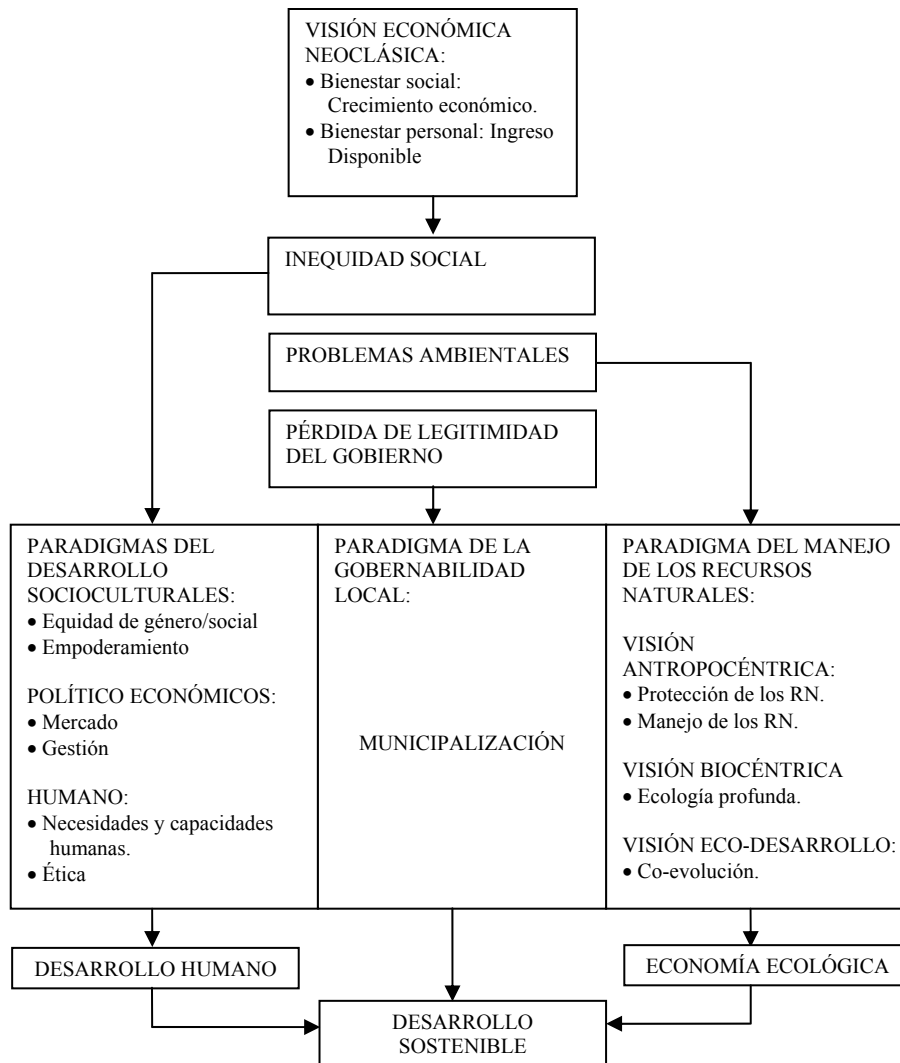 VISIÓN ECONÓMICA
NEOCLÁSICA:
• Bienestar social:
Crecimiento económico.
• Bienestar personal: Ingreso
Disponible
INEQUIDAD SOCIAL
PROBLEMAS AMBIENTALES
PÉRDIDA DE LEGITIMIDAD
DEL GOBIERNO
PARADIGMAS DEL
DESARROLLO
SOCIOCULTURALES:
• Equidad de género/social
• Empoderamiento
POLÍTICO ECONÓMICOS:
• Mercado
• Gestión
HUMANO:
• Necesidades y capacidades
humanas.
• Ética
PARADIGMA DE LA
GOBERNABILIDAD
LOCAL:
MUNICIPALIZACIÓN
PARADIGMA DEL MANEJO
DE LOS RECURSOS
NATURALES:
VISIÓN
ANTROPOCÉNTRICA:
• Protección de los RN.
• Manejo de los RN.
VISIÓN BIOCÉNTRICA
• Ecología profunda.
VISIÓN ECO-DESARROLLO:
• Co-evolución.
DESARROLLO HUMANO
ECONOMÍA ECOLÓGICA
DESARROLLO
SOSTENIBLE